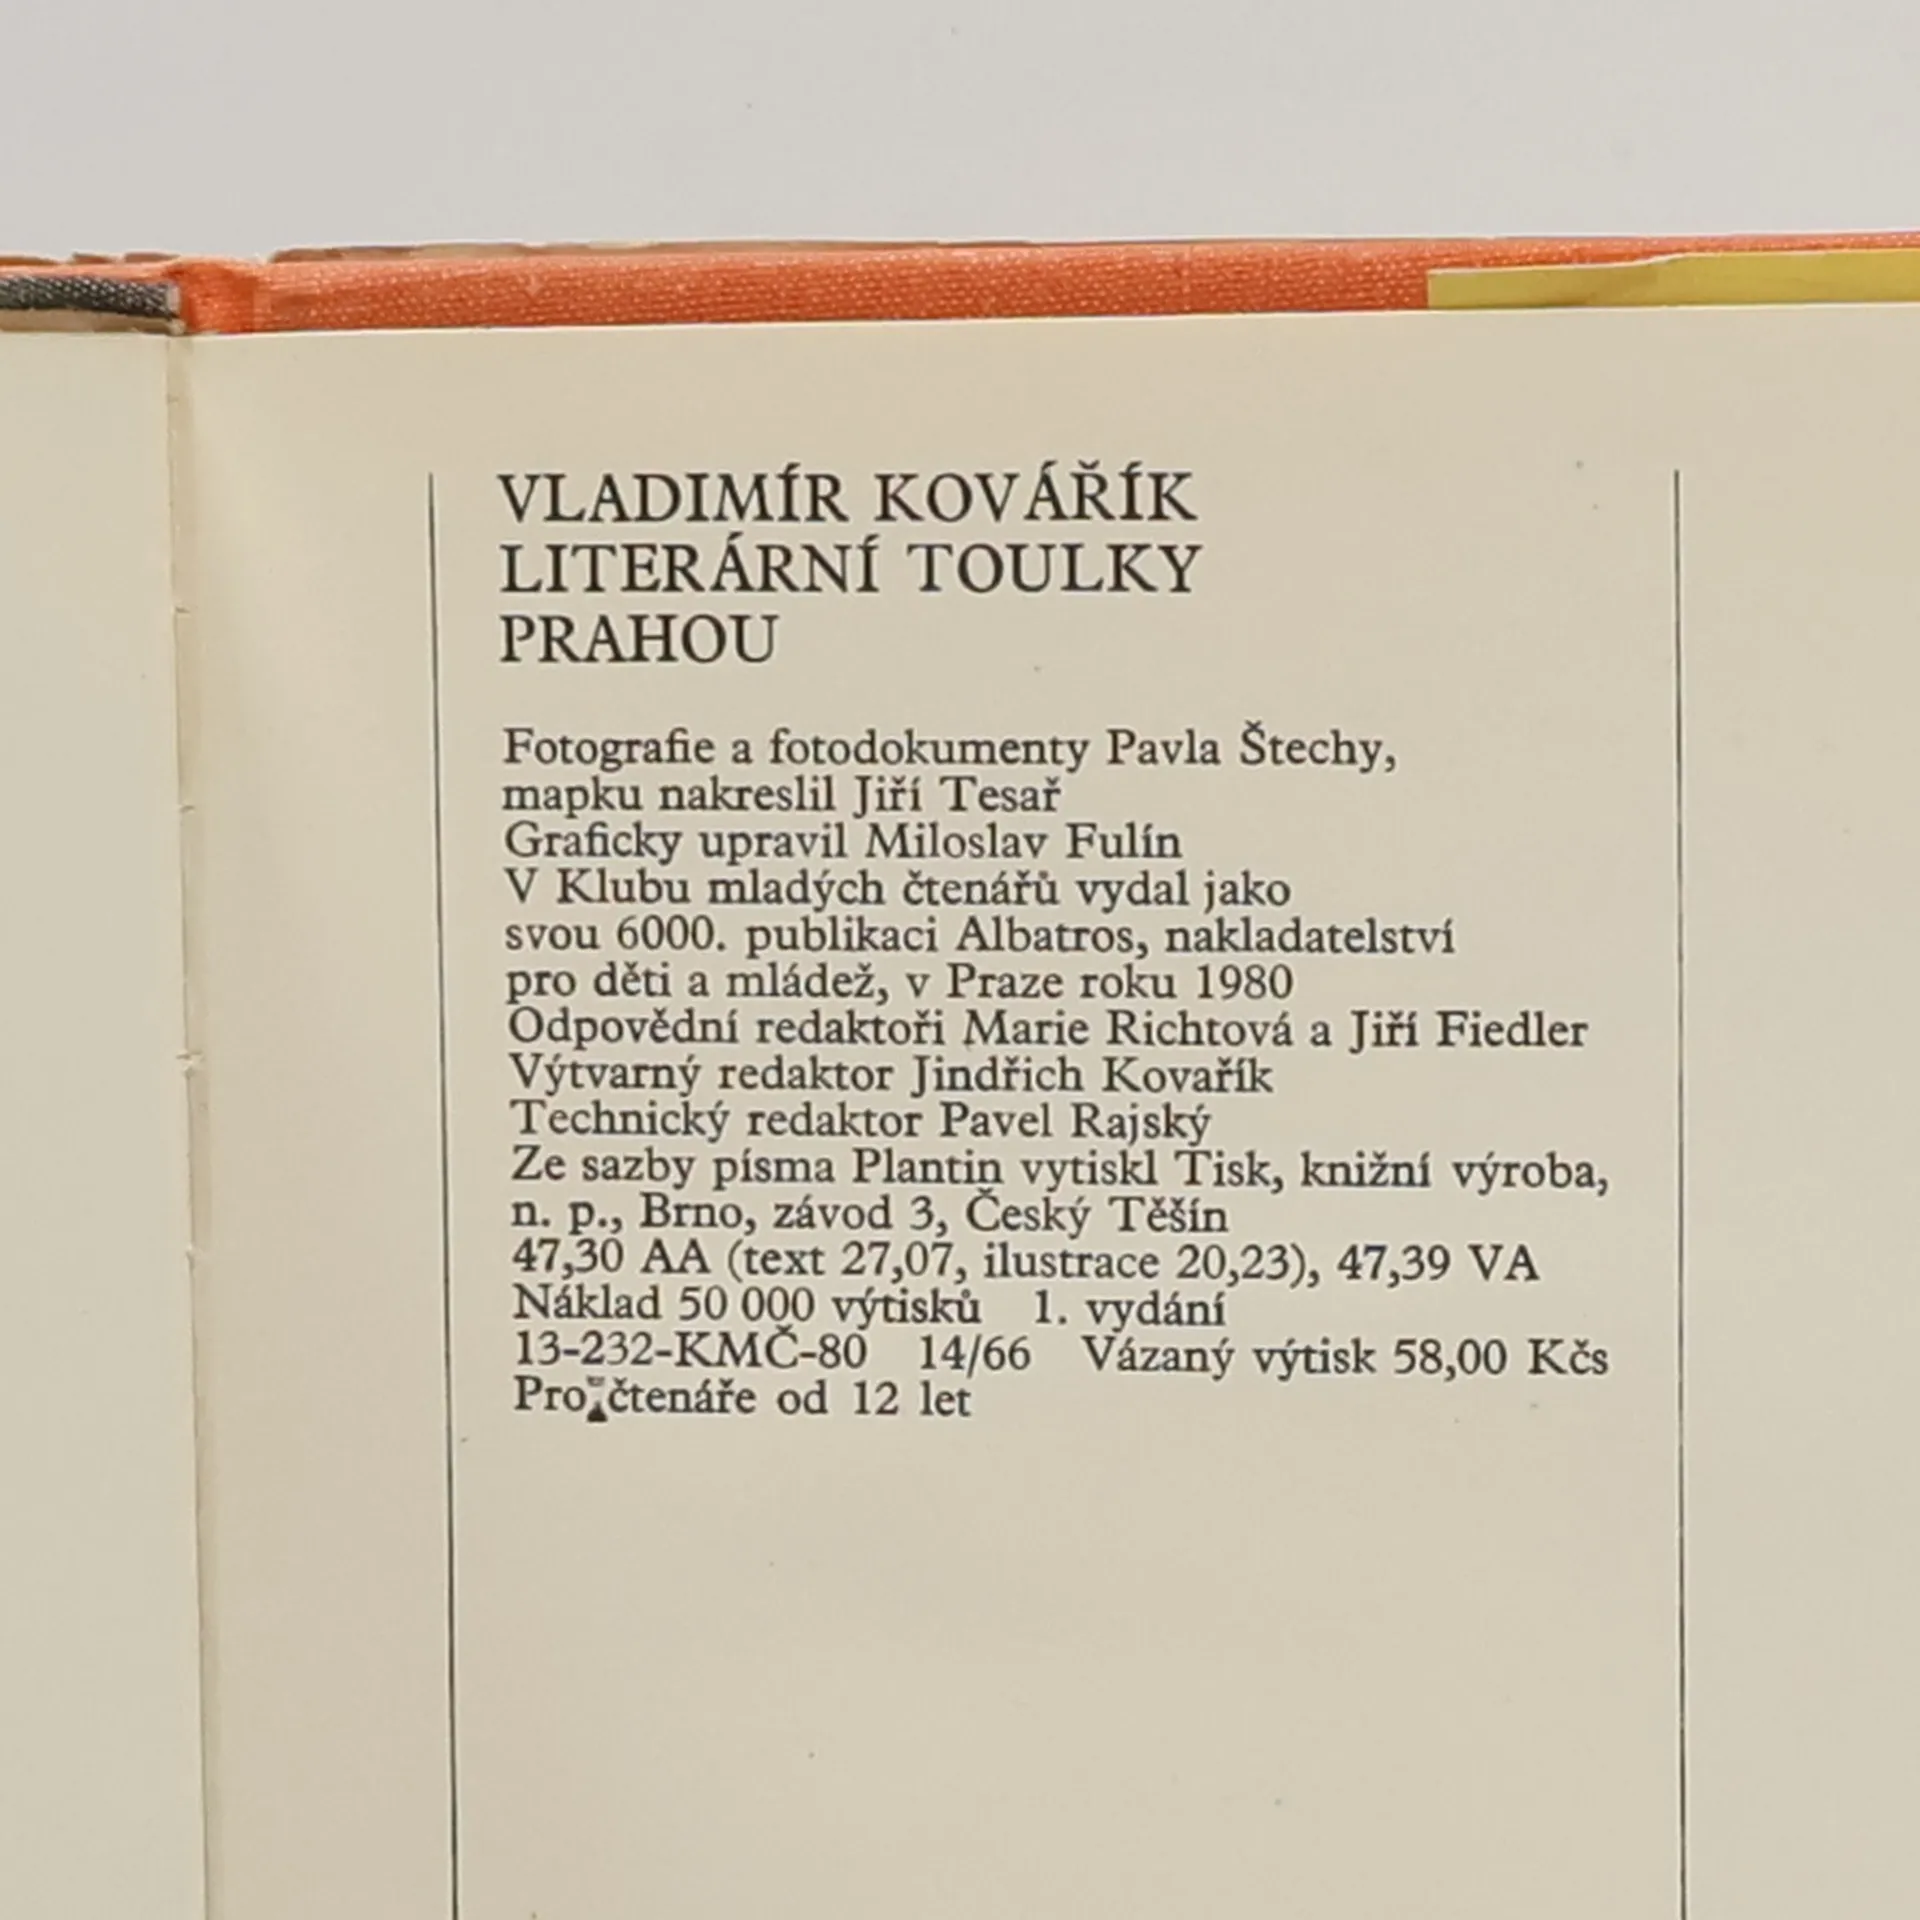 VLADIMÍR KOVÁŘÍK
LITERÁRNÍ TOULKY
PRAHOU
Fotografie a fotodokumenty Pavla Štechy,
mapku nakreslil Jiří Tesař
Graficky upravil Miloslav Fulín
V Klubu mladých čtenářů vydal jako
svou 6000. publikaci Albatros, nakladatelství
pro děti a mládež, v Praze roku 1980
Odpovědní redaktoři Marie Richtová a Jiří Fiedler
Výtvarný redaktor Jindřich Kovařík
Technický redaktor Pavel Rajský
Ze sazby písma Plantin vytiskl Tisk, knižní výroba,
n. p., Brno, závod 3, Český Těšín
47,30 AA (text 27,07, ilustrace 20,23), 47,39 VA
Náklad 50 000 výtisků 1. vydání
13-232-KMČ-80 14/66 Vázaný výtisk 58,00 Kčs
Pro čtenáře od 12 let